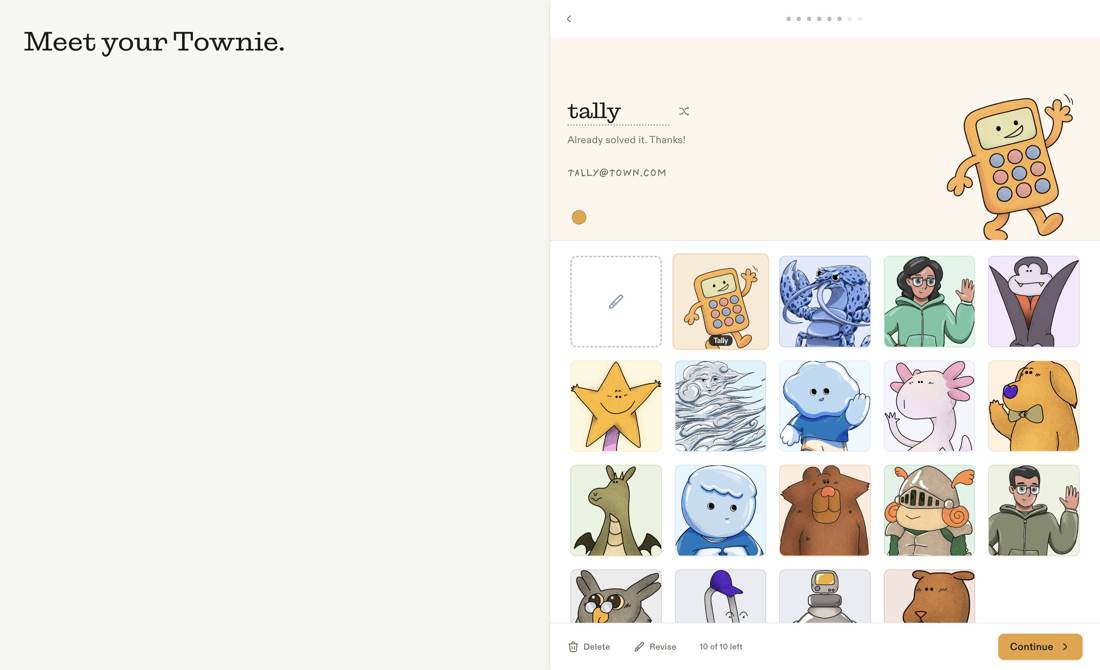 Meet your Townie.
tally
Already solved it. Thanks!
TALLY@TOWN.COM
Tally
Delete
Revise
10 of 10 left
Continue